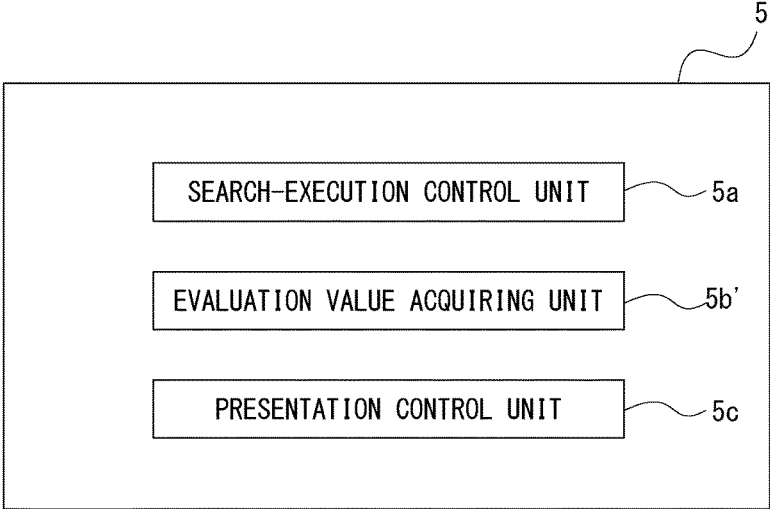 5
SEARCH-EXECUTION CONTROL UNIT 5a
EVALUATION VALUE ACQUIRING UNIT 5b'
PRESENTATION CONTROL UNIT 5c